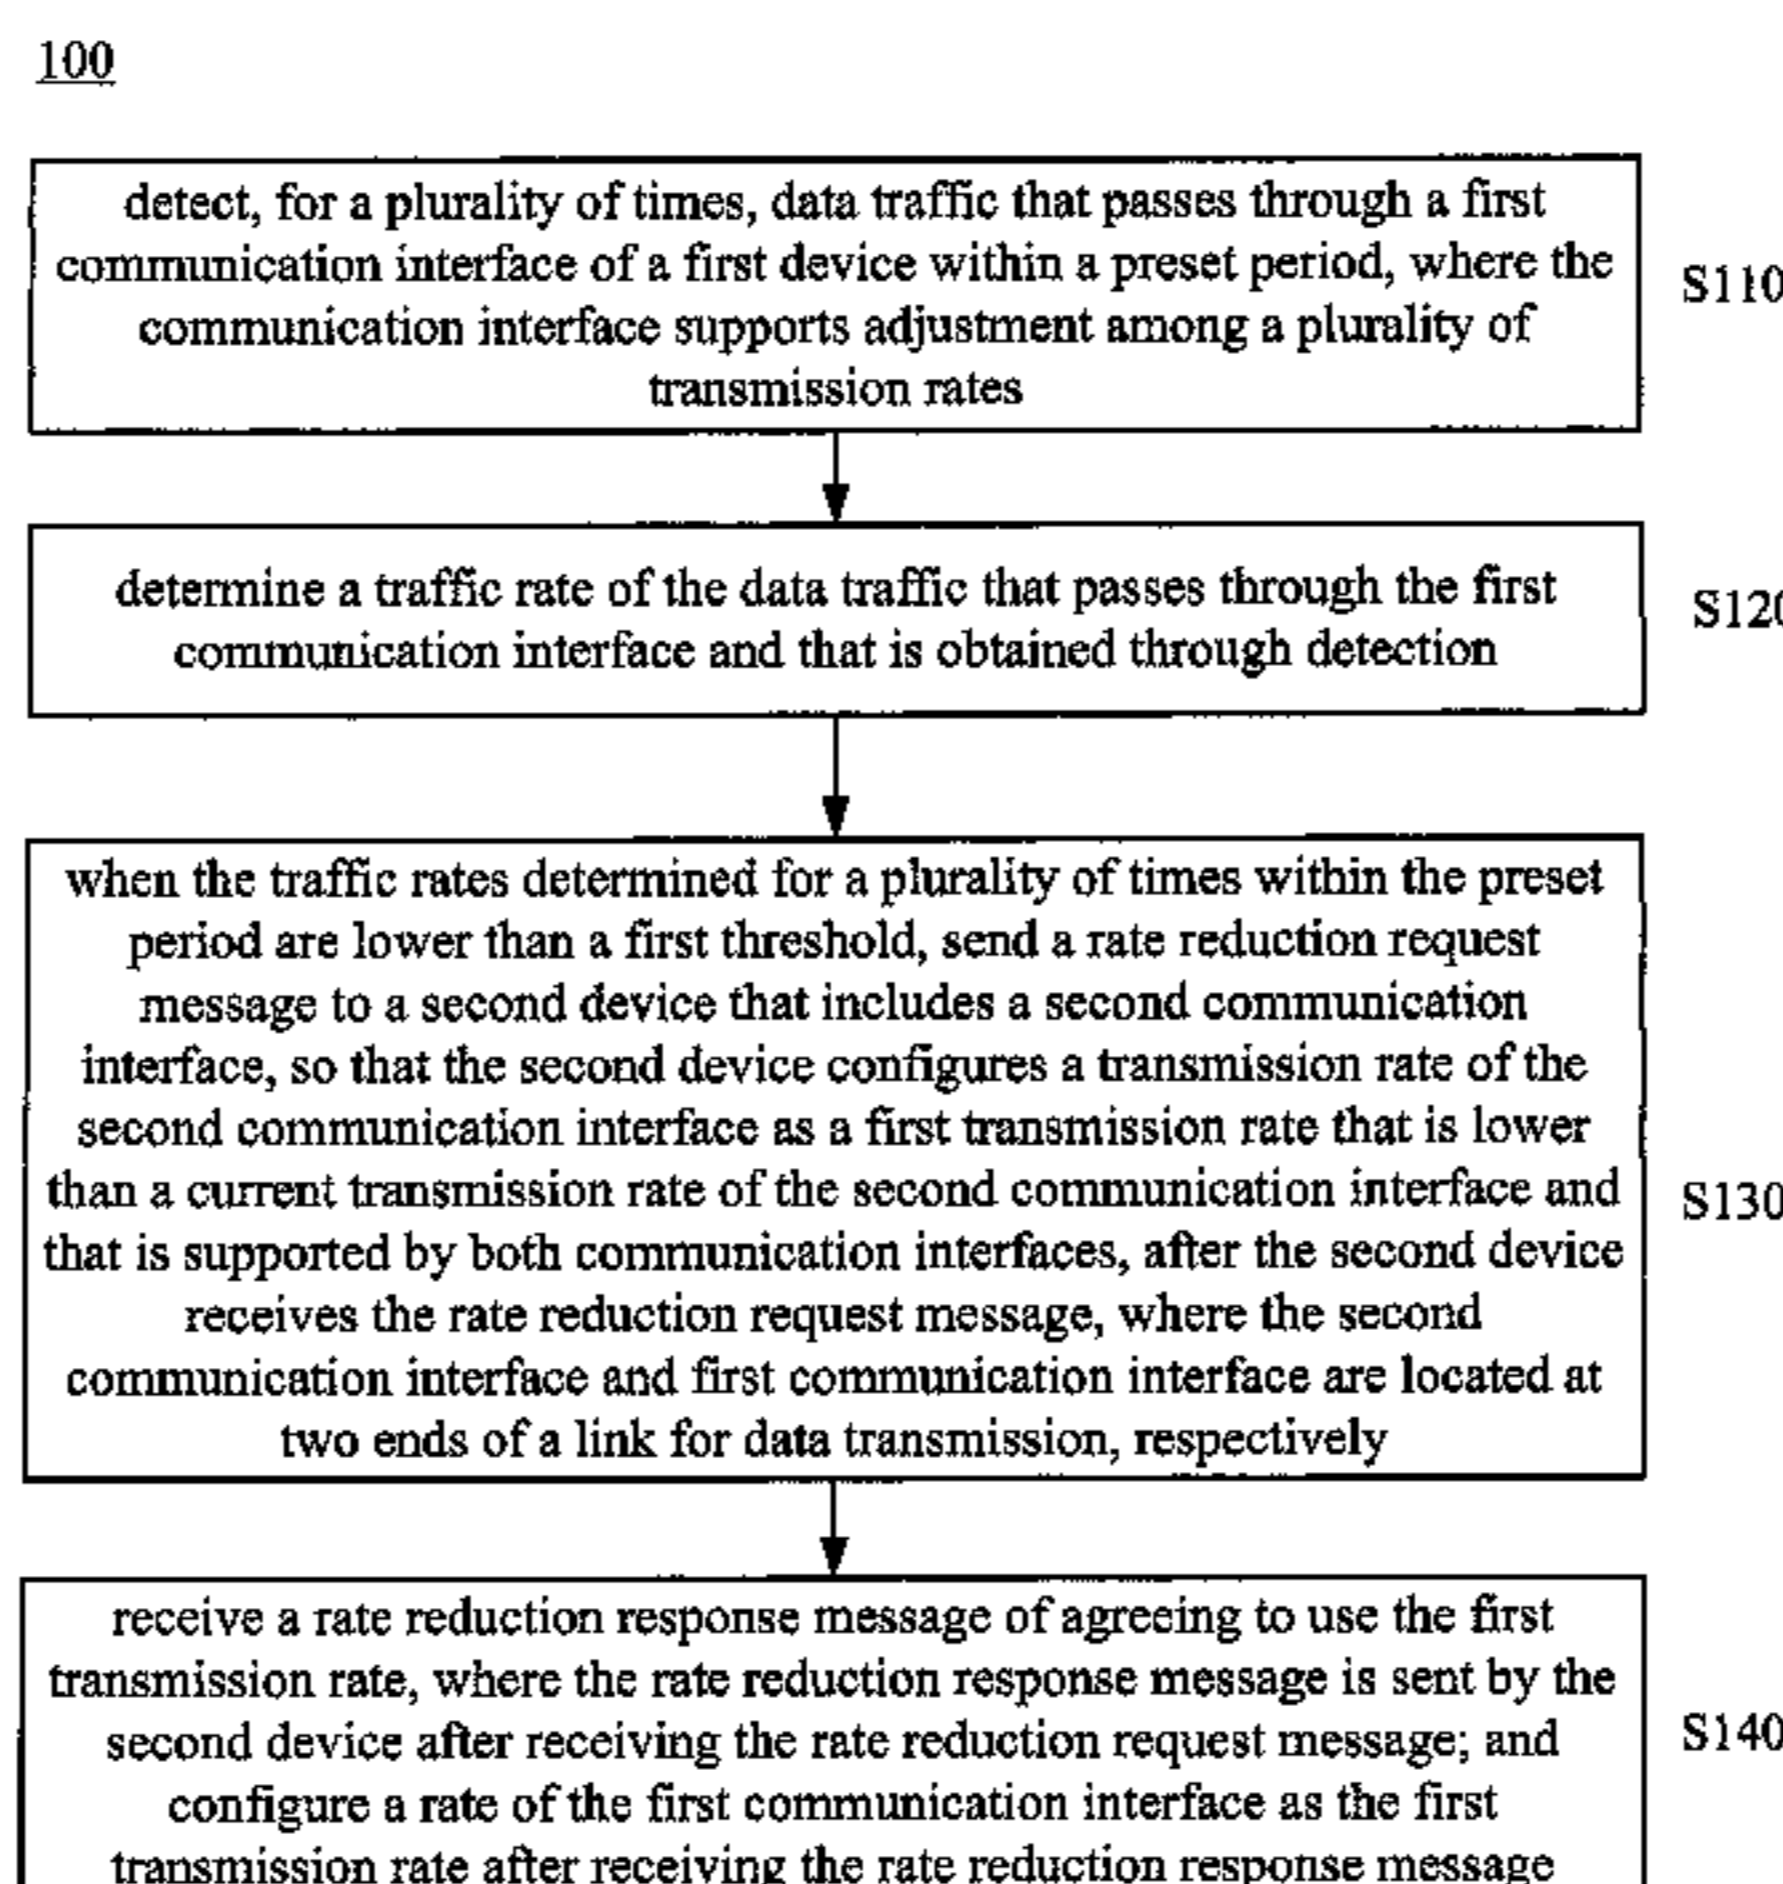 100
detect, for a plurality of times, data traffic that passes through a first
communication interface of a first device within a preset period, where the
communication interface supports adjustment among a plurality of
transmission rates
S110
determine a traffic rate of the data traffic that passes through the first
communication interface and that is obtained through detection
S120
when the traffic rates determined for a plurality of times within the preset
period are lower than a first threshold, send a rate reduction request
message to a second device that includes a second communication
interface, so that the second device configures a transmission rate of the
second communication interface as a first transmission rate that is lower
than a current transmission rate of the second communication interface and
that is supported by both communication interfaces, after the second device
receives the rate reduction request message, where the second
communication interface and first communication interface are located at
two ends of a link for data transmission, respectively
S130
receive a rate reduction response message of agreeing to use the first
transmission rate, where the rate reduction response message is sent by the
second device after receiving the rate reduction request message; and
configure a rate of the first communication interface as the first
transmission rate after receiving the rate reduction response message
S140